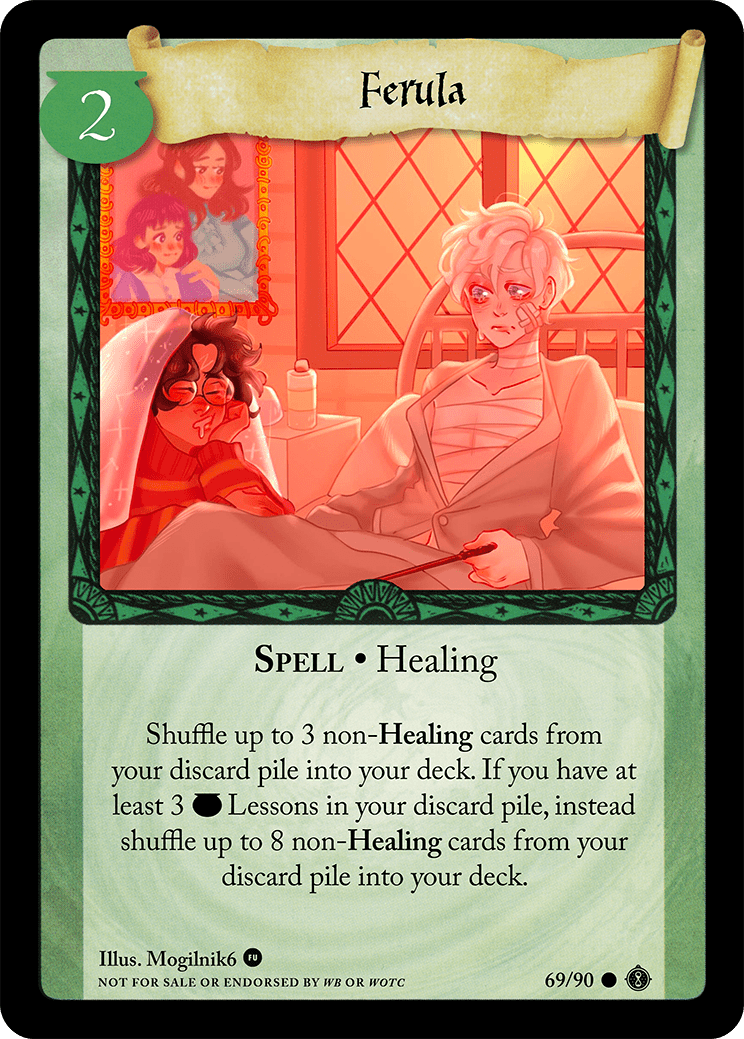 Ferula
2
SPELL • Healing
Shuffle up to 3 non-Healing cards from
your discard pile into your deck. If you have at
least 3 Lessons in your discard pile, instead
shuffle up to 8 non-Healing cards from your
discard pile into your deck.
Illus. Mogilnik6 FU
NOT FOR SALE OR ENDORSED BY WB OR WOTC
69/90